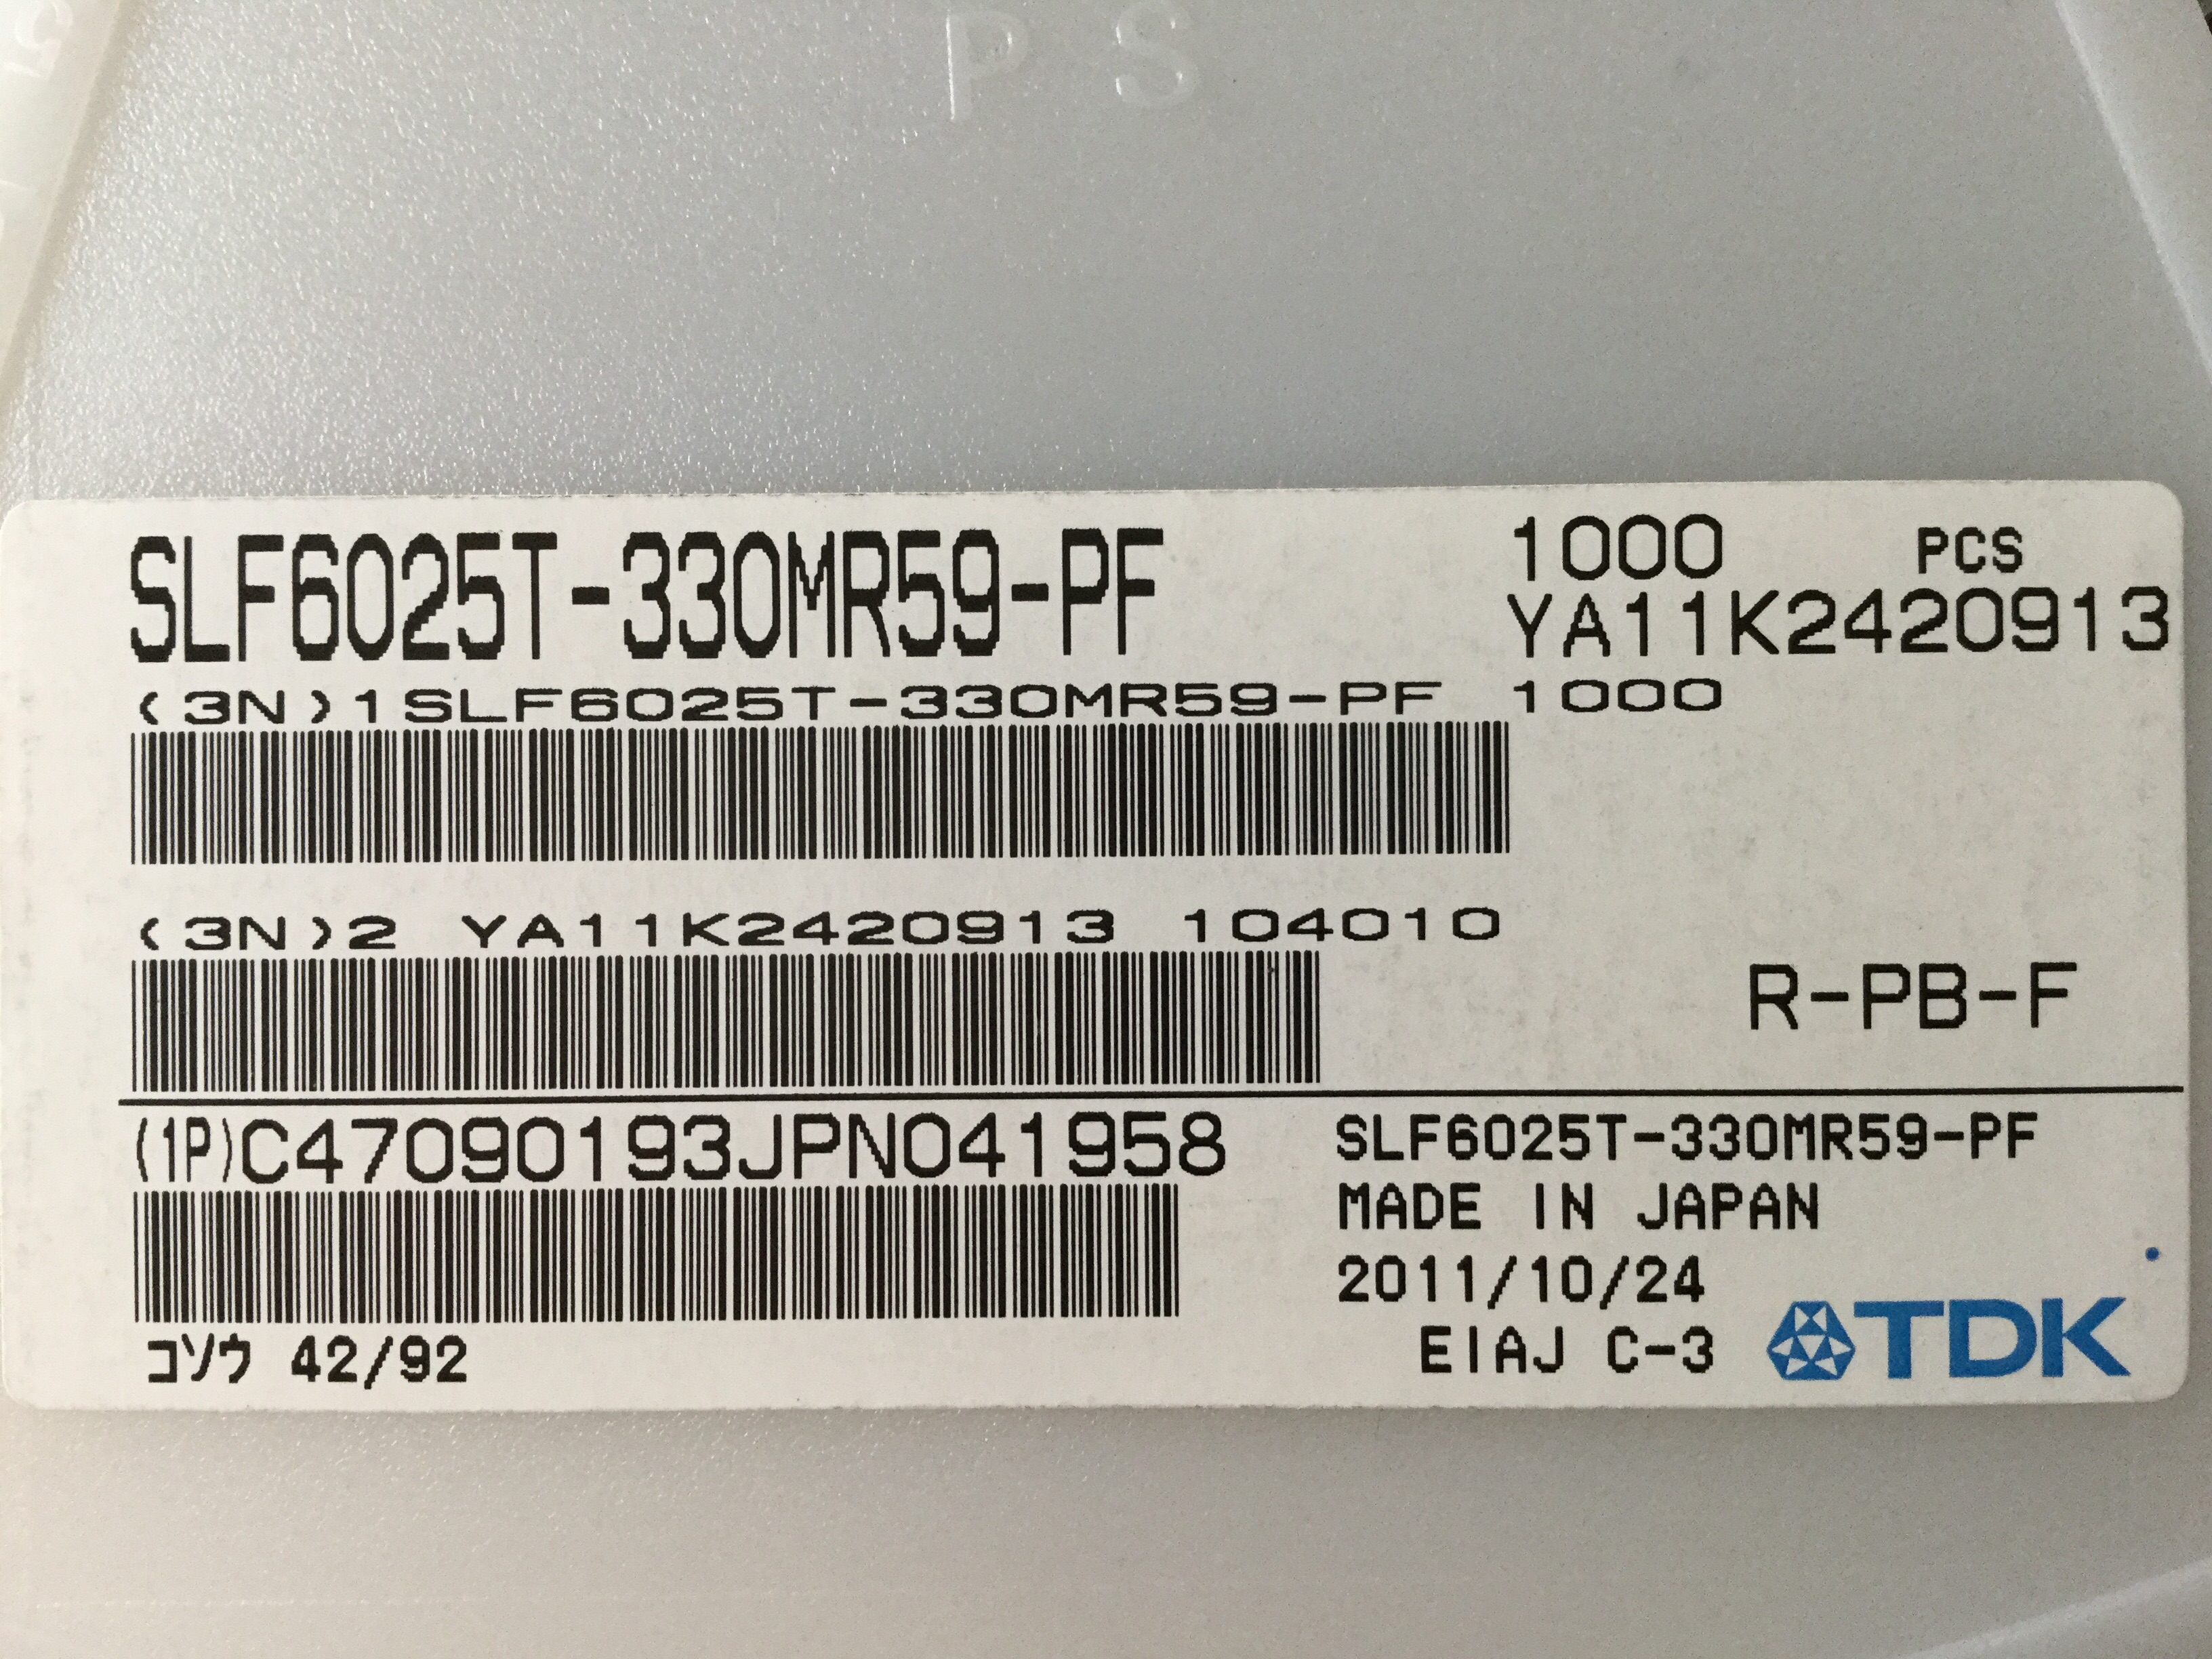 P S
SLF6025T-330MR59-PF
1000 PCS
YA11K2420913
(3N)1SLF6025T-330MR59-PF 1000
(3N)2 YA11K2420913 104010
R-PB-F
(1P)C47090193JPN041958
SLF6025T-330MR59-PF
MADE IN JAPAN
2011/10/24
EIAJ C-3
TDK
コソウ 42/92